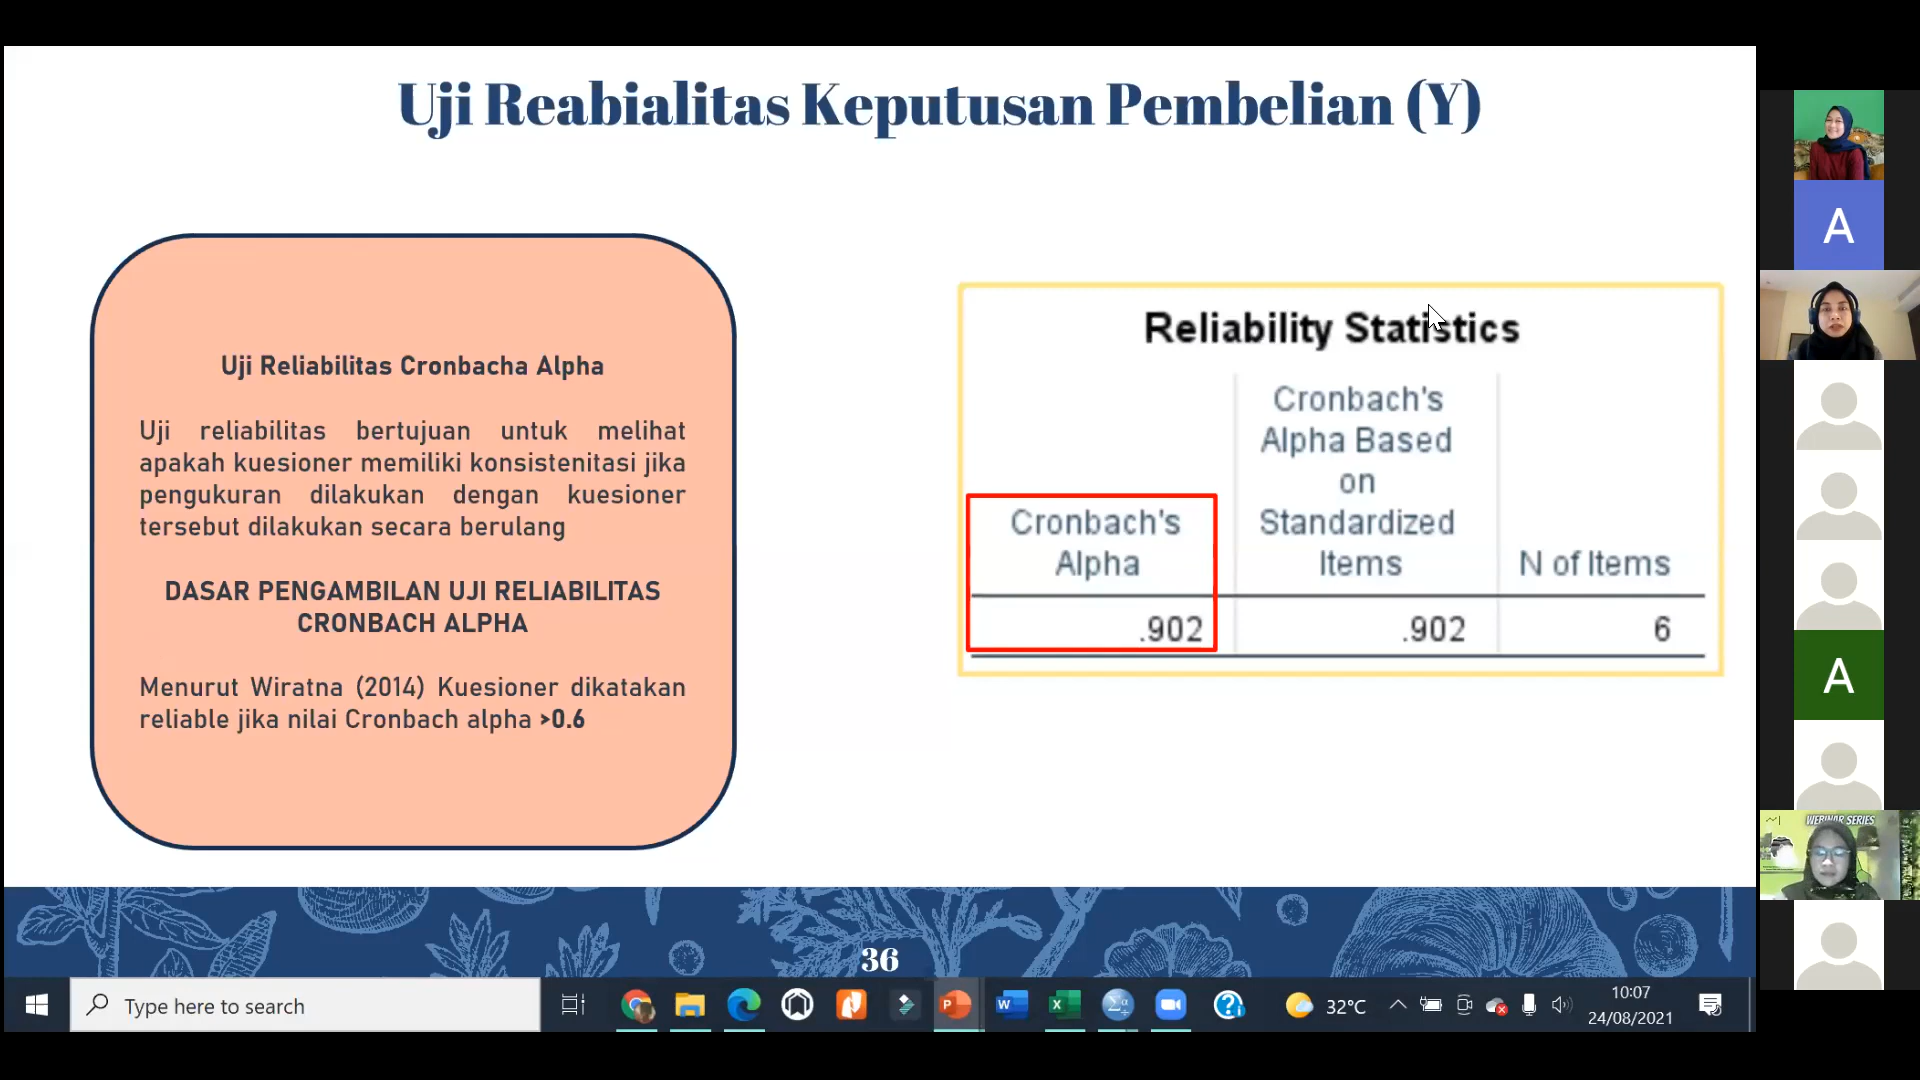 Uji Reabialitas Keputusan Pembelian (Y)
Uji Reliabilitas Cronbacha Alpha
Uji reliabilitas bertujuan untuk melihat
apakah kuesioner memiliki konsistenitasi jika
pengukuran dilakukan dengan kuesioner
tersebut dilakukan secara berulang
DASAR PENGAMBILAN UJI RELIABILITAS
CRONBACH ALPHA
Menurut Wiratna (2014) Kuesioner dikatakan
reliable jika nilai Cronbach alpha >0.6
Reliability Statistics
Cronbach's
Alpha
Cronbach's
Alpha Based
on
Standardized
Items
N of Items
.902
.902
6
36
A
A
WEBINAR SERIES
Type here to search
32°C
10:07
24/08/2021